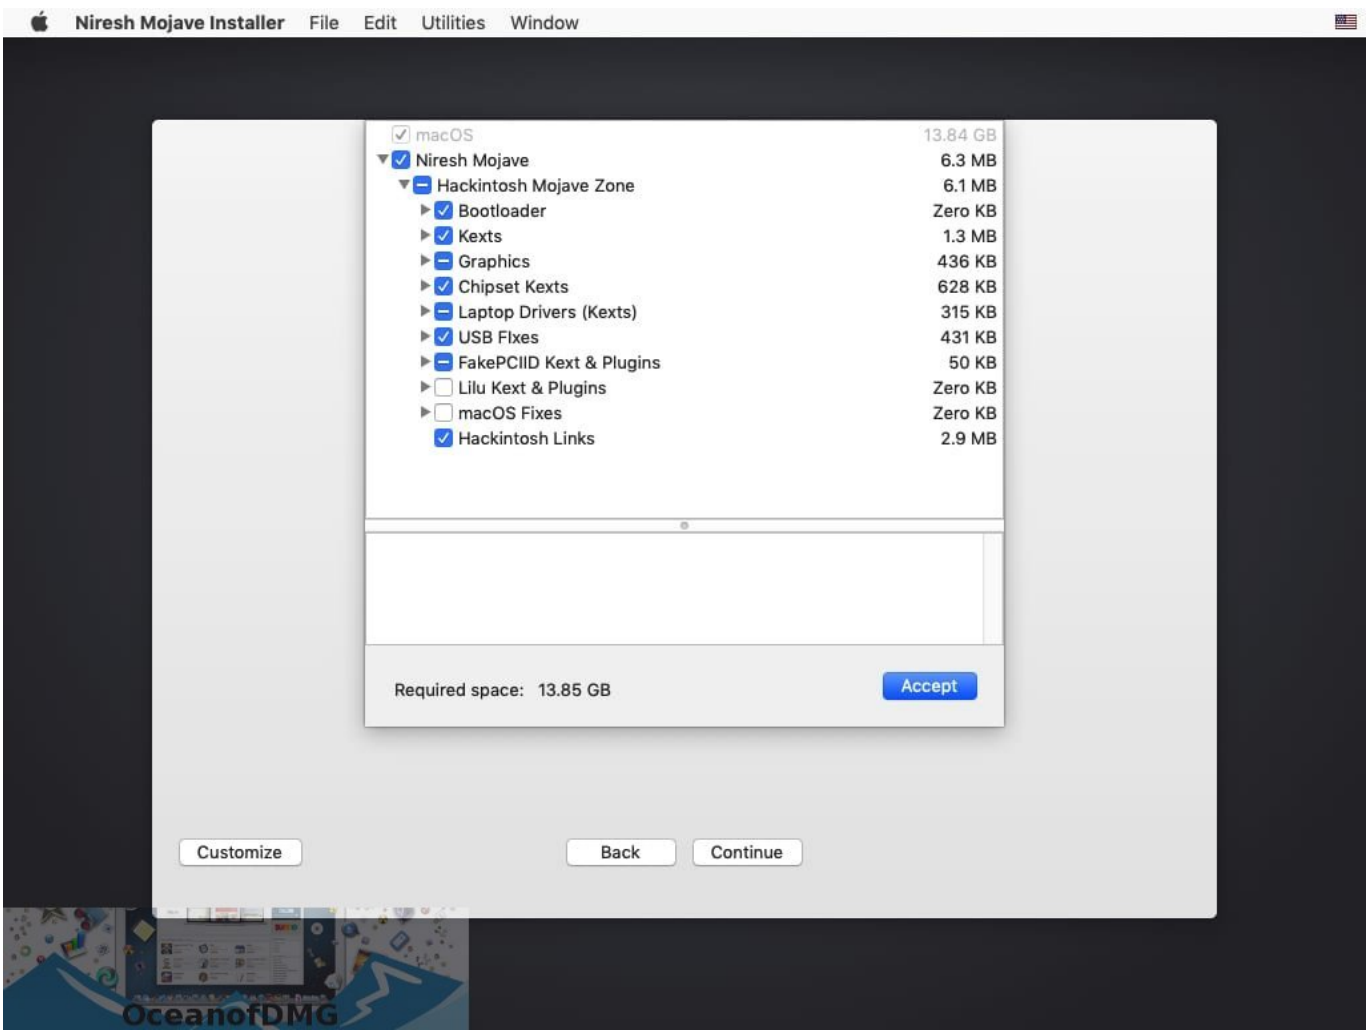 Niresh Mojave Installer File Edit Utilities Window
macOS 13.84 GB
Niresh Mojave 6.3 MB
Hackintosh Mojave Zone 6.1 MB
Bootloader Zero KB
Kexts 1.3 MB
Graphics 436 KB
Chipset Kexts 628 KB
Laptop Drivers (Kexts) 315 KB
USB FIxes 431 KB
FakePCIID Kext & Plugins 50 KB
Lilu Kext & Plugins Zero KB
macOS Fixes Zero KB
Hackintosh Links 2.9 MB
Required space: 13.85 GB Accept
Customize Back Continue
OceanofDMG